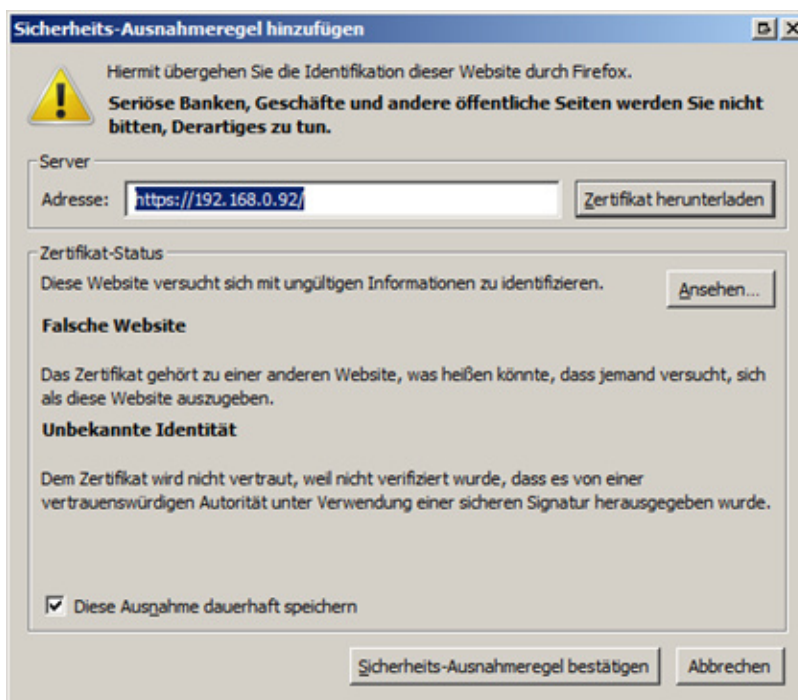 Sicherheits-Ausnahmeregel hinzufügen
Hiermit übergehen Sie die Identifikation dieser Website durch Firefox.
Seriöse Banken, Geschäfte und andere öffentliche Seiten werden Sie nicht
bitten, Derartiges zu tun.
Server
Adresse: https://192.168.0.92/ Zertifikat herunterladen
Zertifikat-Status
Diese Website versucht sich mit ungültigen Informationen zu identifizieren.
Ansehen...
Falsche Website
Das Zertifikat gehört zu einer anderen Website, was heißen könnte, dass jemand versucht, sich
als diese Website auszugeben.
Unbekannte Identität
Dem Zertifikat wird nicht vertraut, weil nicht verifiziert wurde, dass es von einer
vertrauenswürdigen Autorität unter Verwendung einer sicheren Signatur herausgegeben wurde.
Diese Ausnahme dauerhaft speichern
Sicherheits-Ausnahmeregel bestätigen Abbrechen